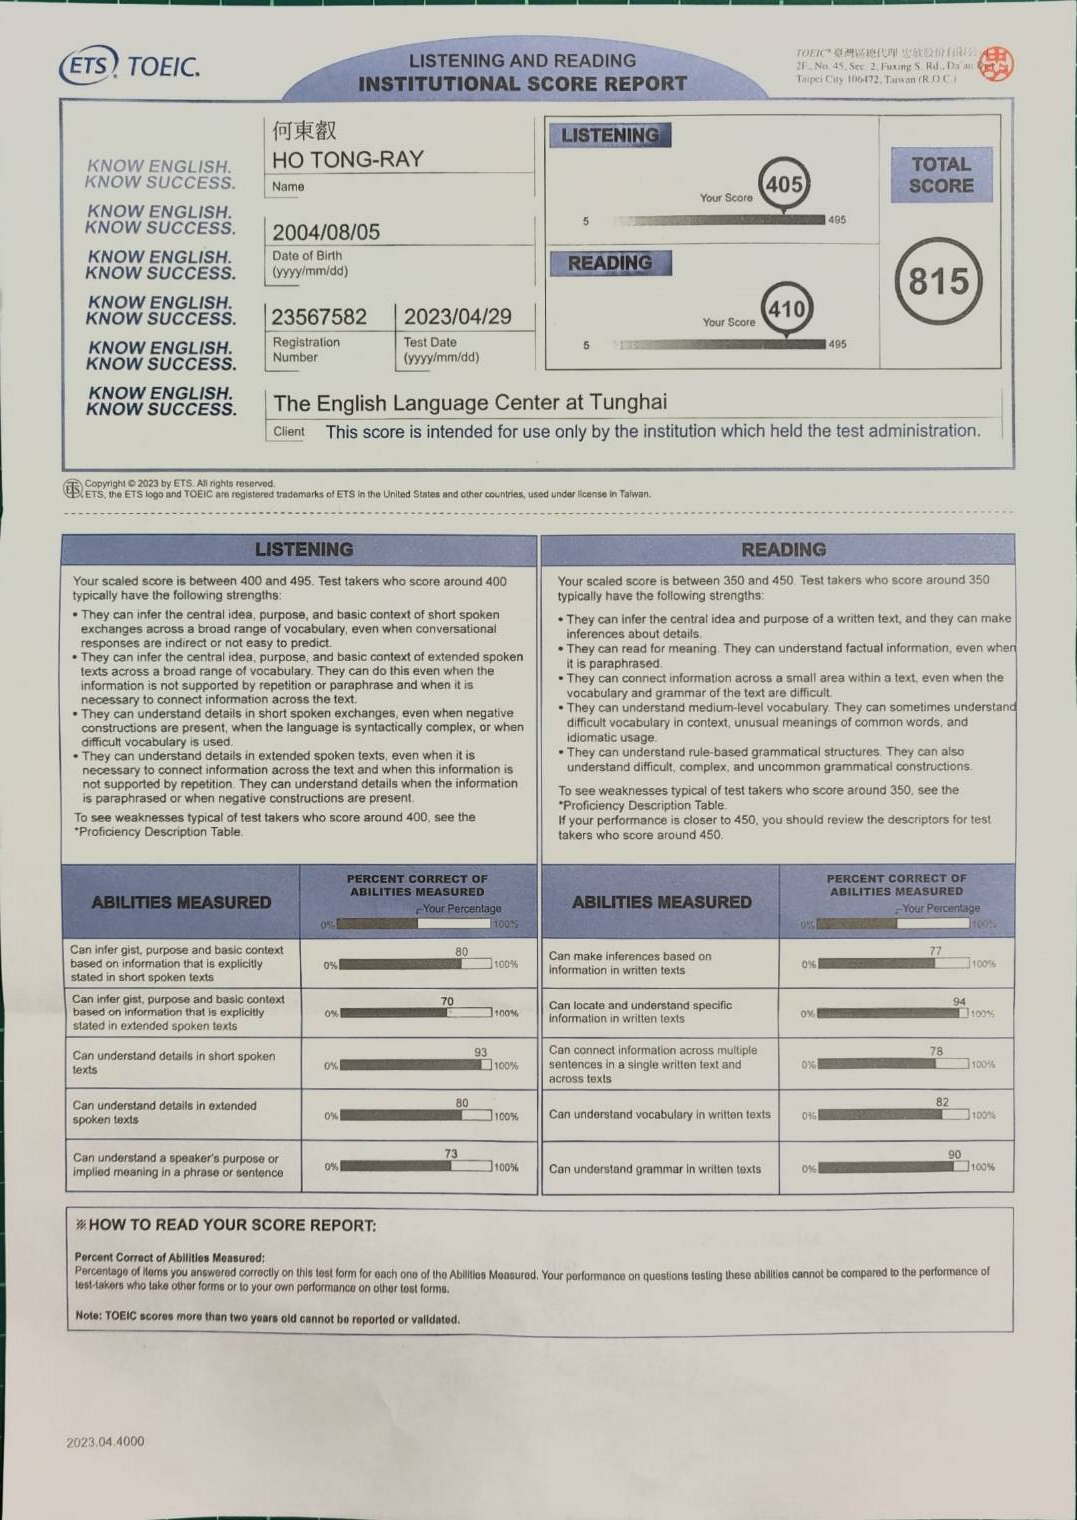 ETS TOEIC.
LISTENING AND READING
INSTITUTIONAL SCORE REPORT
TOEIC® 臺灣區總代理 忠欣股份有限公
2F., No. 45, Sec. 2, Fuxing S. Rd., Da'an
Taipei City 106472, Taiwan (R.O.C.)
KNOW ENGLISH.
KNOW SUCCESS.
KNOW ENGLISH.
KNOW SUCCESS.
KNOW ENGLISH.
KNOW SUCCESS.
KNOW ENGLISH.
KNOW SUCCESS.
KNOW ENGLISH.
KNOW SUCCESS.
KNOW ENGLISH.
KNOW SUCCESS.
何東叡
HO TONG-RAY
Name
2004/08/05
Date of Birth
(yyyy/mm/dd)
23567582
Registration
Number
2023/04/29
Test Date
(yyyy/mm/dd)
LISTENING
Your Score 405
5 495
READING
Your Score 410
5 495
TOTAL
SCORE
815
The English Language Center at Tunghai
Client This score is intended for use only by the institution which held the test administration.
Copyright © 2023 by ETS. All rights reserved.
ETS, the ETS logo and TOEIC are registered trademarks of ETS in the United States and other countries, used under license in Taiwan.
LISTENING
Your scaled score is between 400 and 495. Test takers who score around 400
typically have the following strengths:
• They can infer the central idea, purpose, and basic context of short spoken
exchanges across a broad range of vocabulary, even when conversational
responses are indirect or not easy to predict.
• They can infer the central idea, purpose, and basic context of extended spoken
texts across a broad range of vocabulary. They can do this even when the
information is not supported by repetition or paraphrase and when it is
necessary to connect information across the text.
• They can understand details in short spoken exchanges, even when negative
constructions are present, when the language is syntactically complex, or when
difficult vocabulary is used.
• They can understand details in extended spoken texts, even when it is
necessary to connect information across the text and when this information is
not supported by repetition. They can understand details when the information
is paraphrased or when negative constructions are present.
To see weaknesses typical of test takers who score around 400, see the
*Proficiency Description Table.
READING
Your scaled score is between 350 and 450. Test takers who score around 350
typically have the following strengths:
• They can infer the central idea and purpose of a written text, and they can make
inferences about details.
• They can read for meaning. They can understand factual information, even when
it is paraphrased.
• They can connect information across a small area within a text, even when the
vocabulary and grammar of the text are difficult.
• They can understand medium-level vocabulary. They can sometimes understand
difficult vocabulary in context, unusual meanings of common words, and
idiomatic usage.
• They can understand rule-based grammatical structures. They can also
understand difficult, complex, and uncommon grammatical constructions.
To see weaknesses typical of test takers who score around 350, see the
*Proficiency Description Table.
If your performance is closer to 450, you should review the descriptors for test
takers who score around 450.
ABILITIES MEASURED
PERCENT CORRECT OF
ABILITIES MEASURED
Your Percentage
0% 100%
Can infer gist, purpose and basic context
based on information that is explicitly
stated in short spoken texts
80
0% 100%
Can infer gist, purpose and basic context
based on information that is explicitly
stated in extended spoken texts
70
0% 100%
Can understand details in short spoken
texts
93
0% 100%
Can understand details in extended
spoken texts
80
0% 100%
Can understand a speaker's purpose or
implied meaning in a phrase or sentence
73
0% 100%
ABILITIES MEASURED
PERCENT CORRECT OF
ABILITIES MEASURED
Your Percentage
0% 100%
Can make inferences based on
information in written texts
77
0% 100%
Can locate and understand specific
information in written texts
94
0% 100%
Can connect information across multiple
sentences in a single written text and
across texts
78
0% 100%
Can understand vocabulary in written texts
82
0% 100%
Can understand grammar in written texts
90
0% 100%
※HOW TO READ YOUR SCORE REPORT:
Percent Correct of Abilities Measured:
Percentage of items you answered correctly on this test form for each one of the Abilities Measured. Your performance on questions testing these abilities cannot be compared to the performance of
test-takers who take other forms or to your own performance on other test forms.
Note: TOEIC scores more than two years old cannot be reported or validated.
2023.04.4000